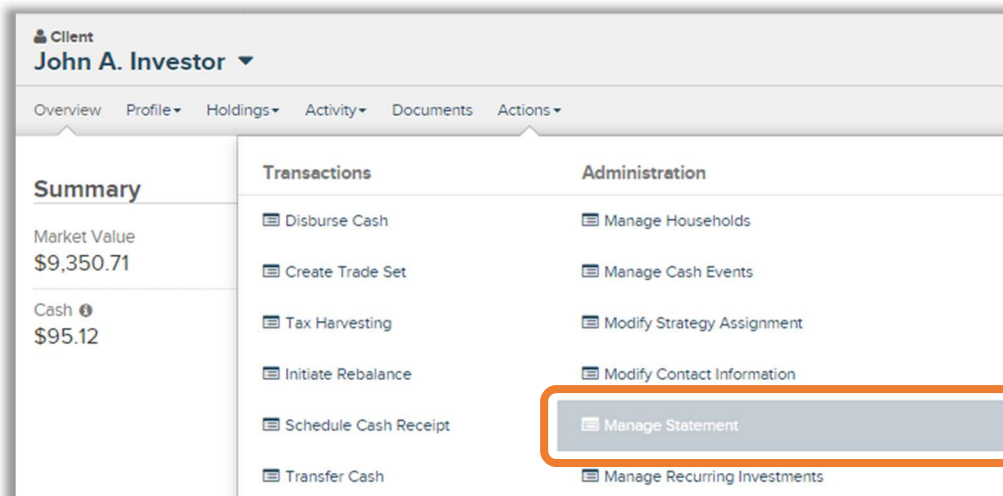 Client
John A. Investor
Overview Profile Holdings Activity Documents Actions
Summary
Market Value
$9,350.71
Cash
$95.12
Transactions
Disburse Cash
Create Trade Set
Tax Harvesting
Initiate Rebalance
Schedule Cash Receipt
Transfer Cash
Administration
Manage Households
Manage Cash Events
Modify Strategy Assignment
Modify Contact Information
Manage Statement
Manage Recurring Investments